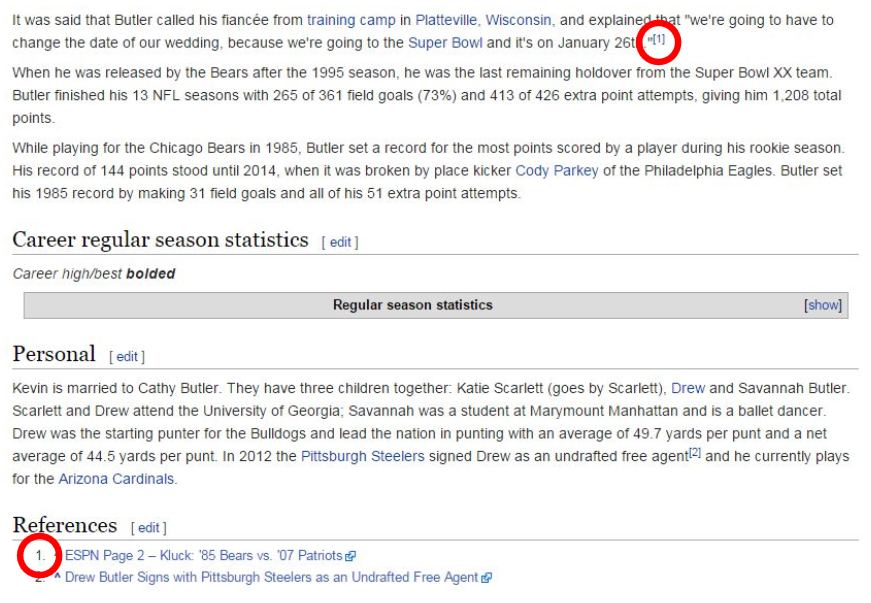 It was said that Butler called his fiancée from training camp in Platteville, Wisconsin, and explained that "we're going to have to
change the date of our wedding, because we're going to the Super Bowl and it's on January 26t "[1]
When he was released by the Bears after the 1995 season, he was the last remaining holdover from the Super Bowl XX team.
Butler finished his 13 NFL seasons with 265 of 361 field goals (73%) and 413 of 426 extra point attempts, giving him 1,208 total
points.
While playing for the Chicago Bears in 1985, Butler set a record for the most points scored by a player during his rookie season.
His record of 144 points stood until 2014, when it was broken by place kicker Cody Parkey of the Philadelphia Eagles. Butler set
his 1985 record by making 31 field goals and all of his 51 extra point attempts.
Career regular season statistics [ edit ]
Career high/best bolded
Regular season statistics [show]
Personal [ edit ]
Kevin is married to Cathy Butler. They have three children together: Katie Scarlett (goes by Scarlett), Drew and Savannah Butler.
Scarlett and Drew attend the University of Georgia; Savannah was a student at Marymount Manhattan and is a ballet dancer.
Drew was the starting punter for the Bulldogs and lead the nation in punting with an average of 49.7 yards per punt and a net
average of 44.5 yards per punt. In 2012 the Pittsburgh Steelers signed Drew as an undrafted free agent[2] and he currently plays
for the Arizona Cardinals.
References [ edit ]
1. ^ ESPN Page 2 – Kluck: '85 Bears vs. '07 Patriots
2. ^ Drew Butler Signs with Pittsburgh Steelers as an Undrafted Free Agent